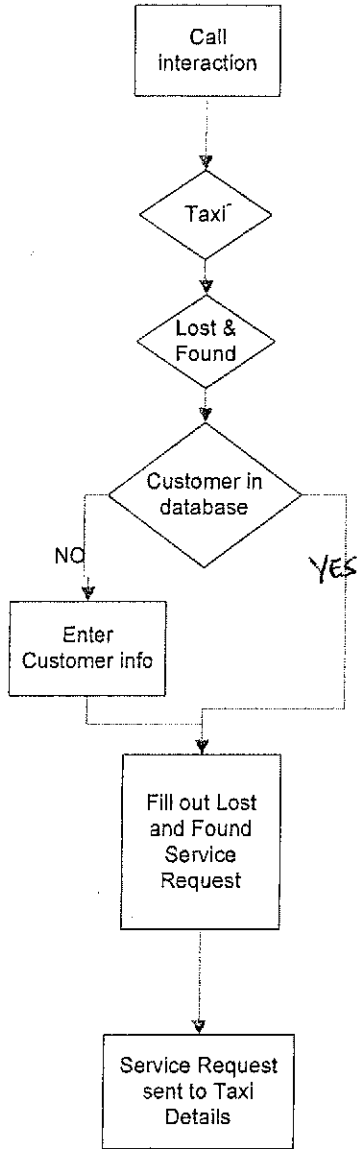 Call
interaction
Taxi
Lost &
Found
Customer in
database
NO
YES
Enter
Customer info
Fill out Lost
and Found
Service
Request
Service Request
sent to Taxi
Details